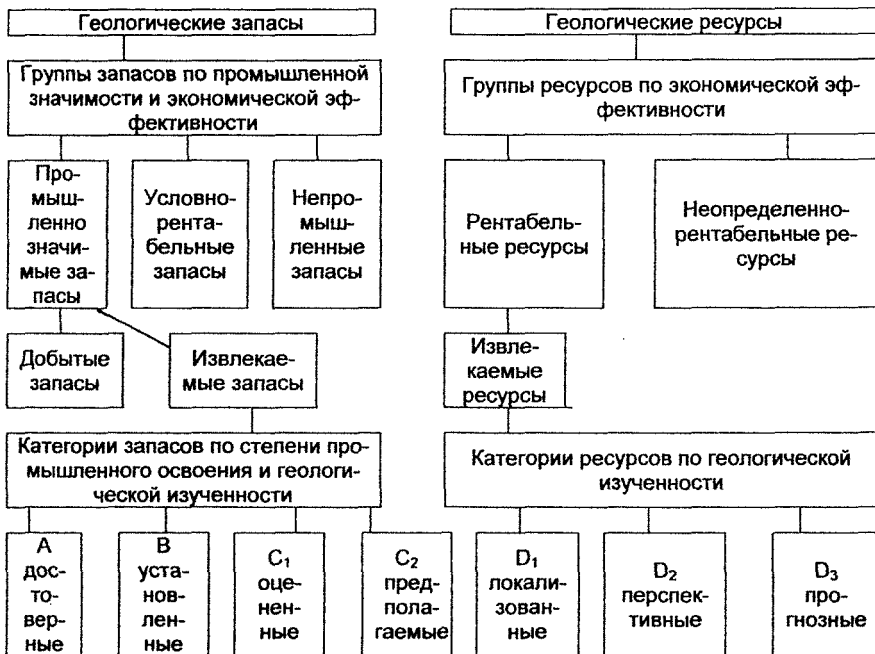 Геологические запасы
Геологические ресурсы
Группы запасов по промышленной
значимости и экономической эф-
фективности
Группы ресурсов по экономической эф-
фективности
Про-
мыш-
ленно
значи-
мые за-
пасы
Условно-
рента-
бельные
запасы
Непро-
мыш-
ленные
запасы
Рентабель-
ные ресурсы
Неопределенно-
рентабельные ре-
сурсы
Добытые
запасы
Извлекае-
мые запасы
Извле-
каемые
ресурсы
Категории запасов по степени про-
мышленного освоения и геологи-
ческой изученности
Категории ресурсов по геологической
изученности
А
дос-
то-
вер-
ные
В
уста-
нов-
лен-
ные
С₁
оце-
нен-
ные
С₂
пред-
пола-
гаемые
D₁
локали-
зован-
ные
D₂
перспек-
тивные
D₃
про-
гнозные